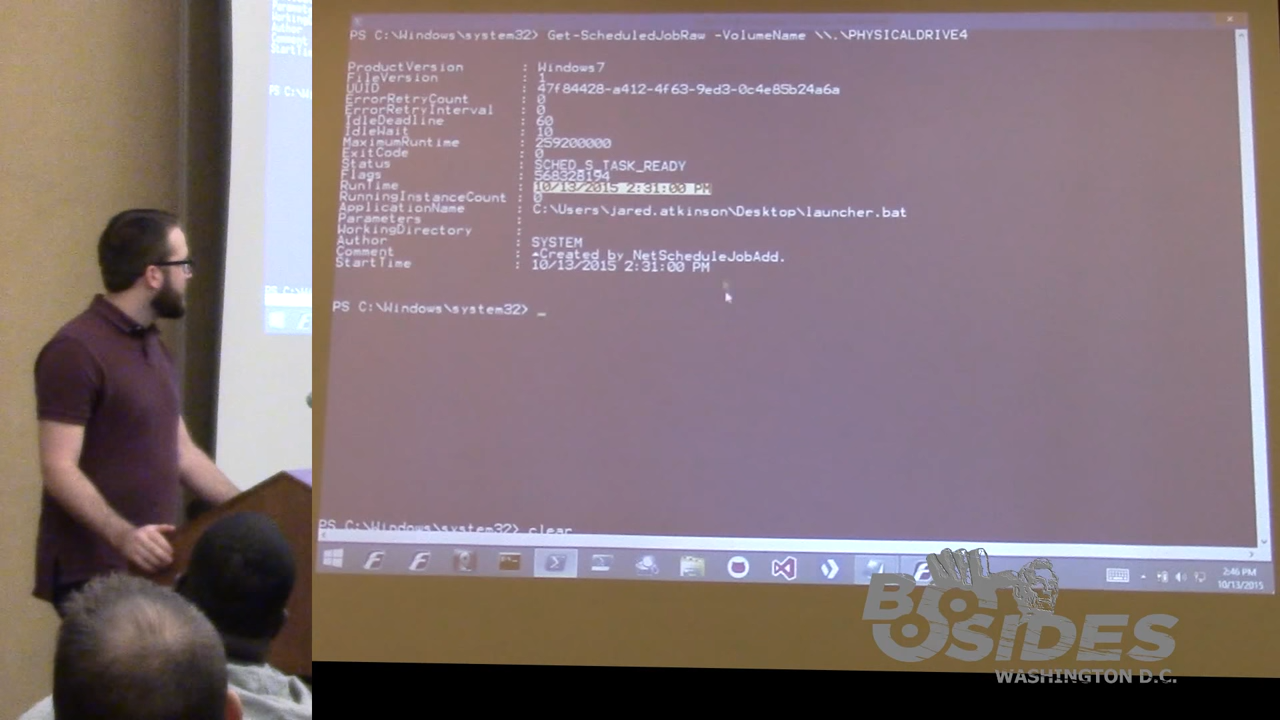 PS C:\Windows\system32> Get-ScheduledJobRaw -VolumeName \\.\PHYSICALDRIVE4
ProductVersion : Windows7
FileVersion : 1
UUID : 47f84428-a412-4f63-9ed3-0c4e85b24a6a
ErrorRetryCount : 0
ErrorRetryInterval : 0
IdleDeadline : 60
IdleWait : 10
MaximumRuntime : 259200000
ExitCode : 0
Status : SCHED_S_TASK_READY
Flags : 568328194
RunTime : 10/13/2015 2:31:00 PM
RunningInstanceCount : 0
ApplicationName : C:\Users\jared.atkinson\Desktop\launcher.bat
Parameters :
WorkingDirectory :
Author : SYSTEM
Comment : Created by NetScheduleJobAdd.
StartTime : 10/13/2015 2:31:00 PM
PS C:\Windows\system32> _
PS C:\Windows\system32> clear
2:46 PM
10/13/2015
BSIDES
WASHINGTON D.C.